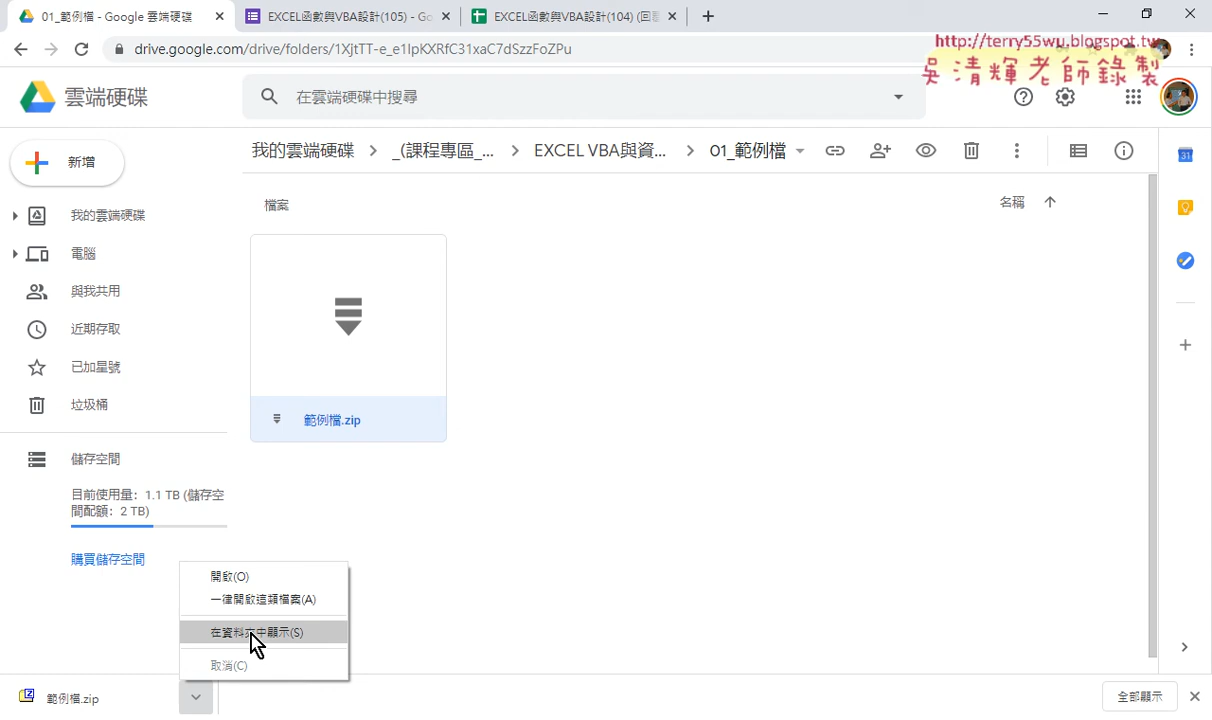 01_範例檔 - Google 雲端硬碟
EXCEL函數與VBA設計(105) - Go
EXCEL函數與VBA設計(104) (回
drive.google.com/drive/folders/1XjtTT-e_e1IpKXRfC31xaC7dSzzFoZPu
http://terry55wu.blogspot.tw
吳清輝老師錄製
雲端硬碟
在雲端硬碟中搜尋
新增
我的雲端硬碟 > _(課程專區_... > EXCEL VBA與資... > 01_範例檔
檔案
名稱
31
我的雲端硬碟
電腦
與我共用
近期存取
已加星號
垃圾桶
範例檔.zip
儲存空間
目前使用量：1.1 TB (儲存空
間配額：2 TB)
購買儲存空間
開啟(O)
一律開啟這類檔案(A)
在資料夾中顯示(S)
取消(C)
範例檔.zip
全部顯示